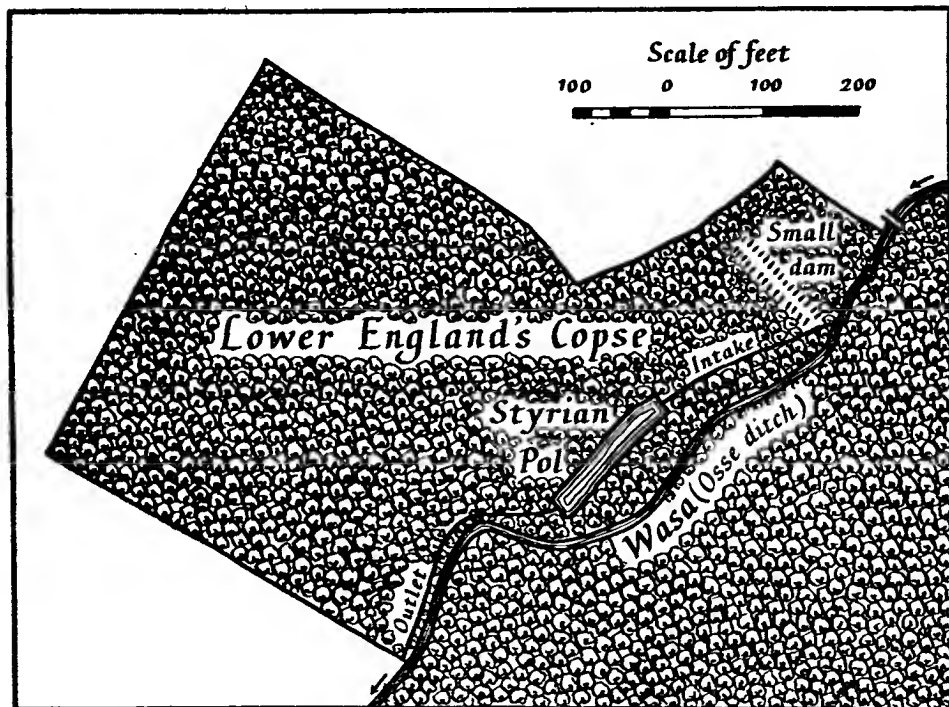 Scale of feet
100 0 100 200
Small
dam
Lower England's Copse
Intake
Styrian
Pol
Wasa (Osse
ditch)
Outlet